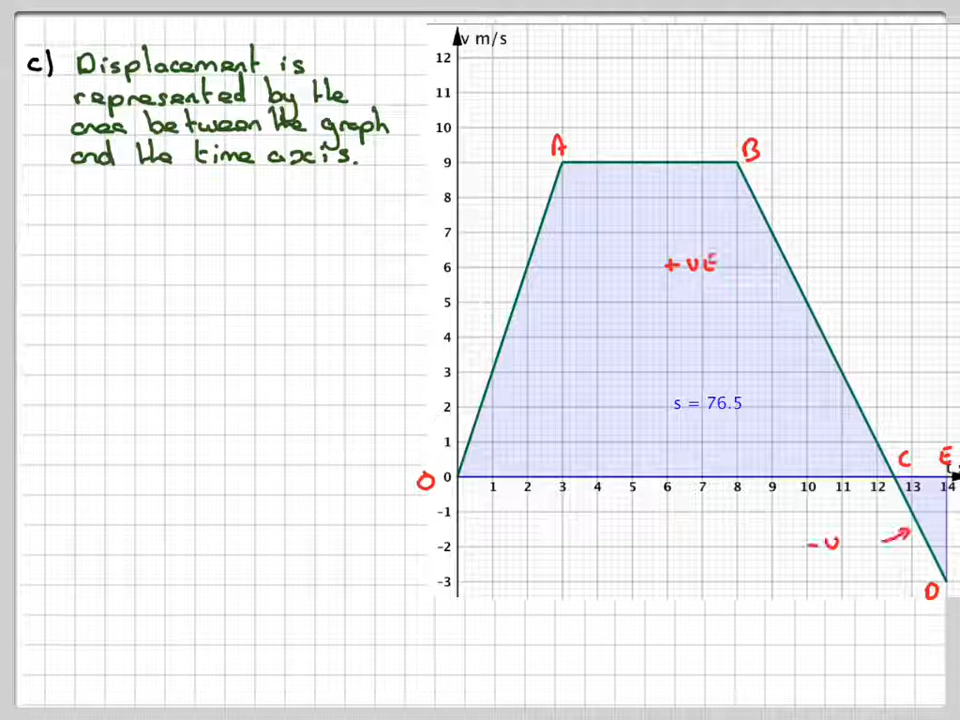 c) Displacement is
represented by the
area between the graph
and the time axis.
v m/s
12
11
10
9
8
7
6
5
4
3
2
1
0
-1
-2
-3
A
B
+VE
s = 76.5
O
C
E
t
1 2 3 4 5 6 7 8 9 10 11 12 13 14
-V
D